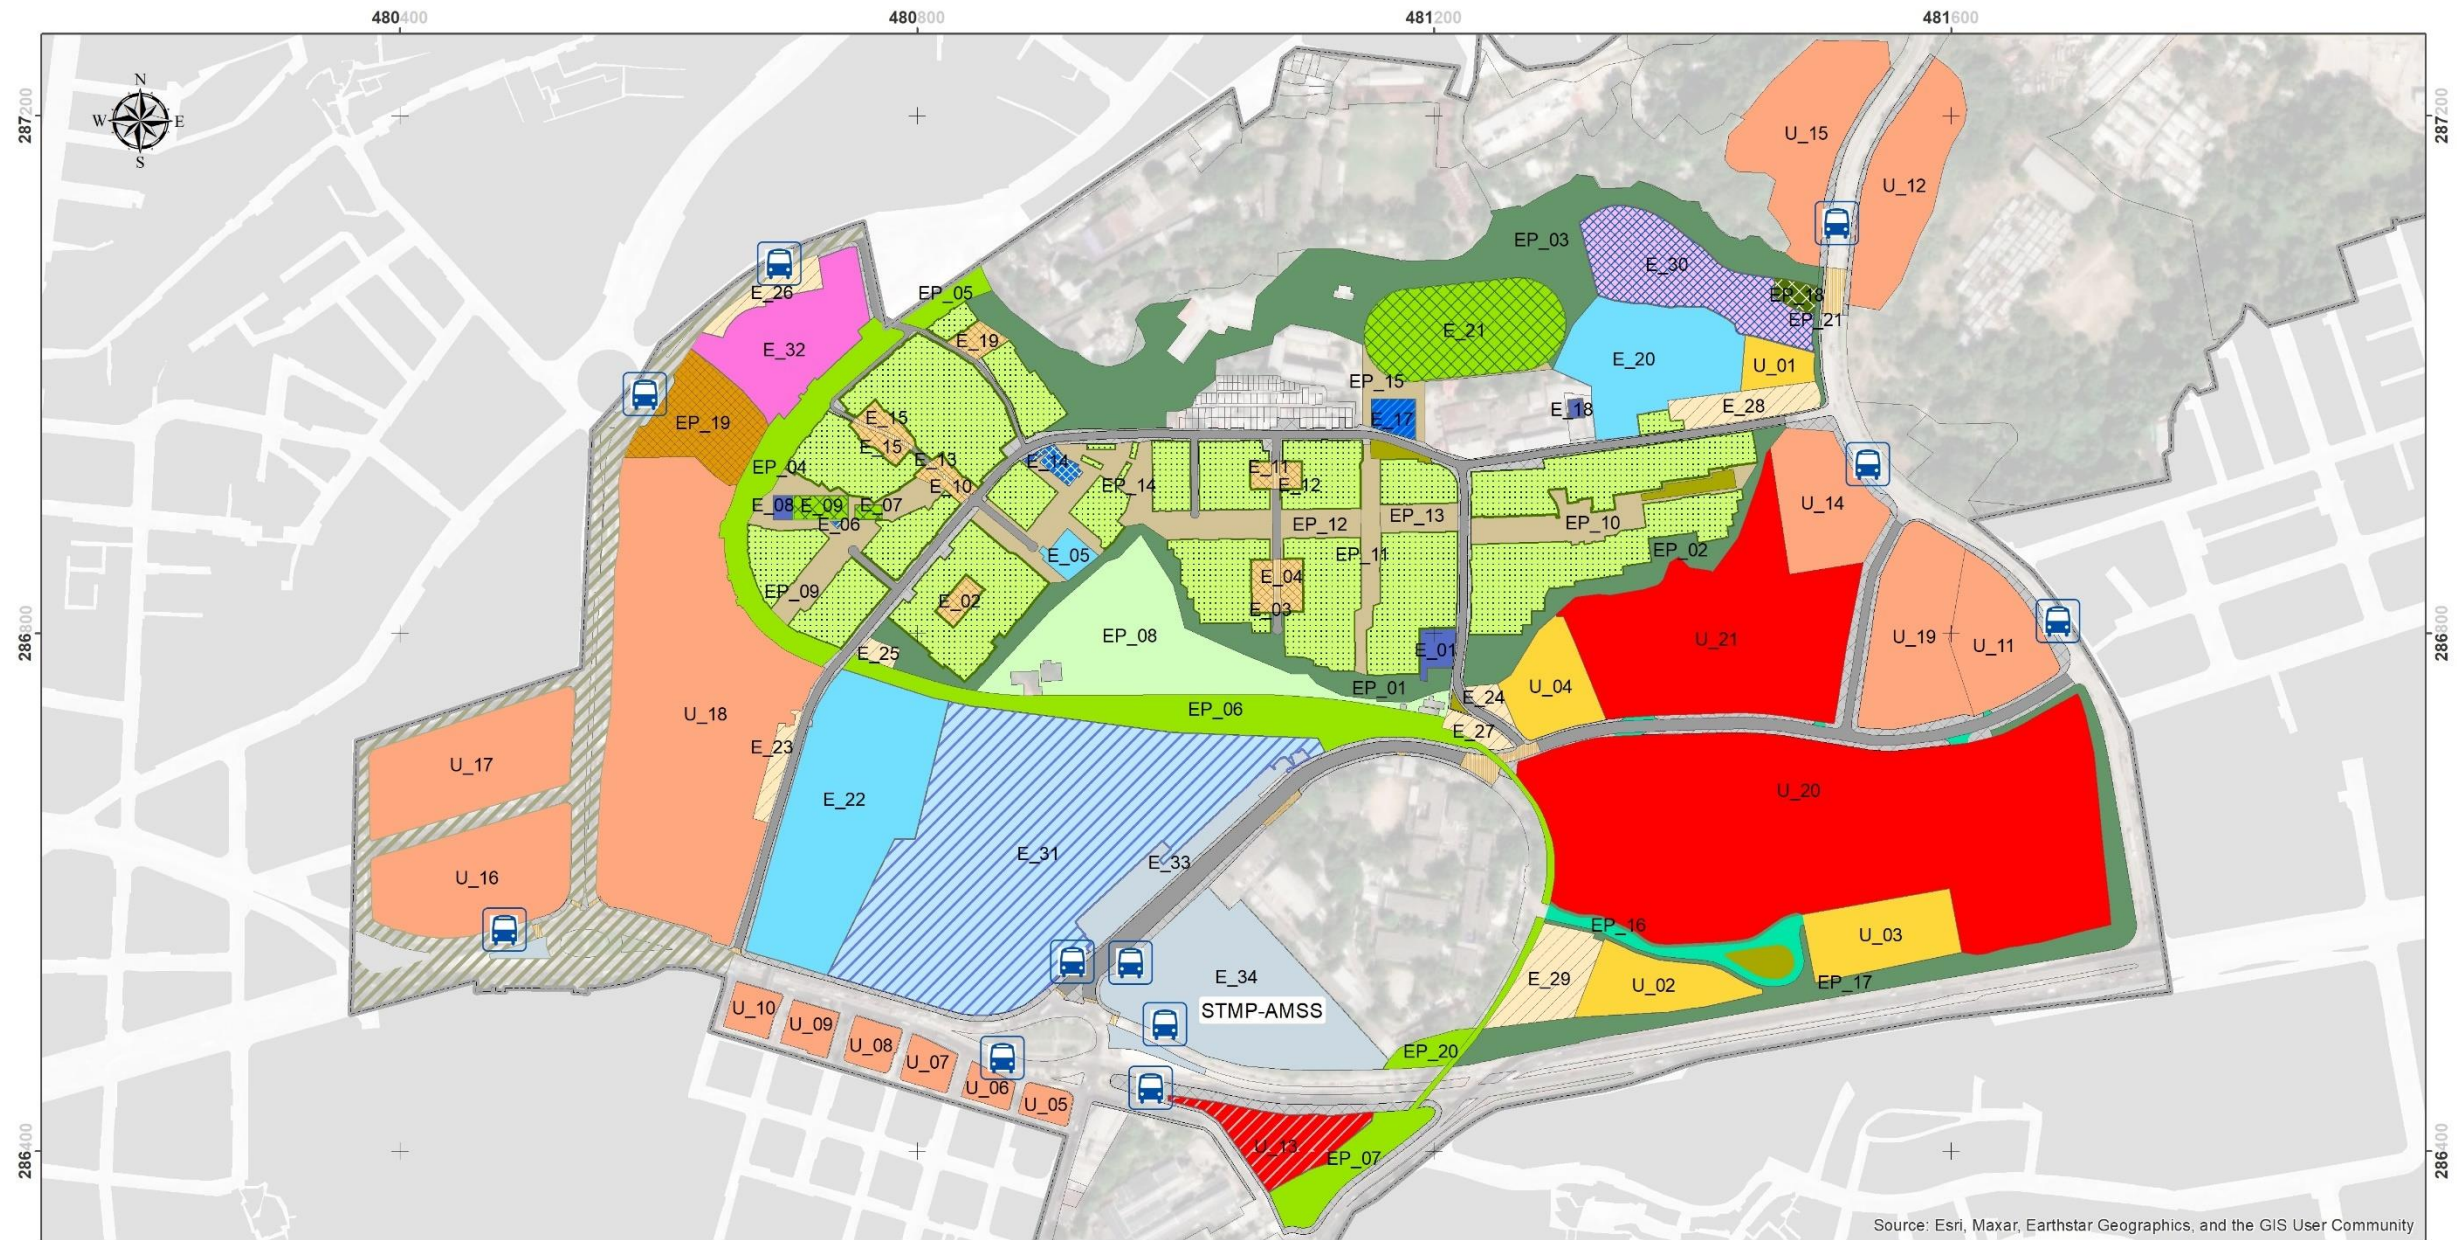 480400 480800 481200 481600
287200
287200
N
W E
S
U_15
U_12
EP_03
E_30
E_26
EP_05
EP_18
EP_21
E_21
E_19
E_32
E_20
U_01
EP_15
E_28
E_18
E_15
E_17
EP_19
E_15
E_13
E_14
EP_04
E_11
E_12
E_10
EP_14
U_14
E_08
E_09
E_07
E_06
EP_12
EP_13
EP_10
E_05
EP_11
EP_02
EP_09
E_04
E_02
E_03
286800
286800
EP_08
U_21
U_19
U_11
E_25
E_01
EP_01
U_04
E_24
U_18
EP_06
E_27
E_23
U_17
U_20
E_22
E_31
E_33
U_16
EP_16
U_03
E_34
STMP-AMSS
E_29
U_02
EP_17
U_10
U_09
U_08
U_07
U_06
U_05
EP_20
U_13
EP_07
286400
286400
Source: Esri, Maxar, Earthstar Geographics, and the GIS User Community